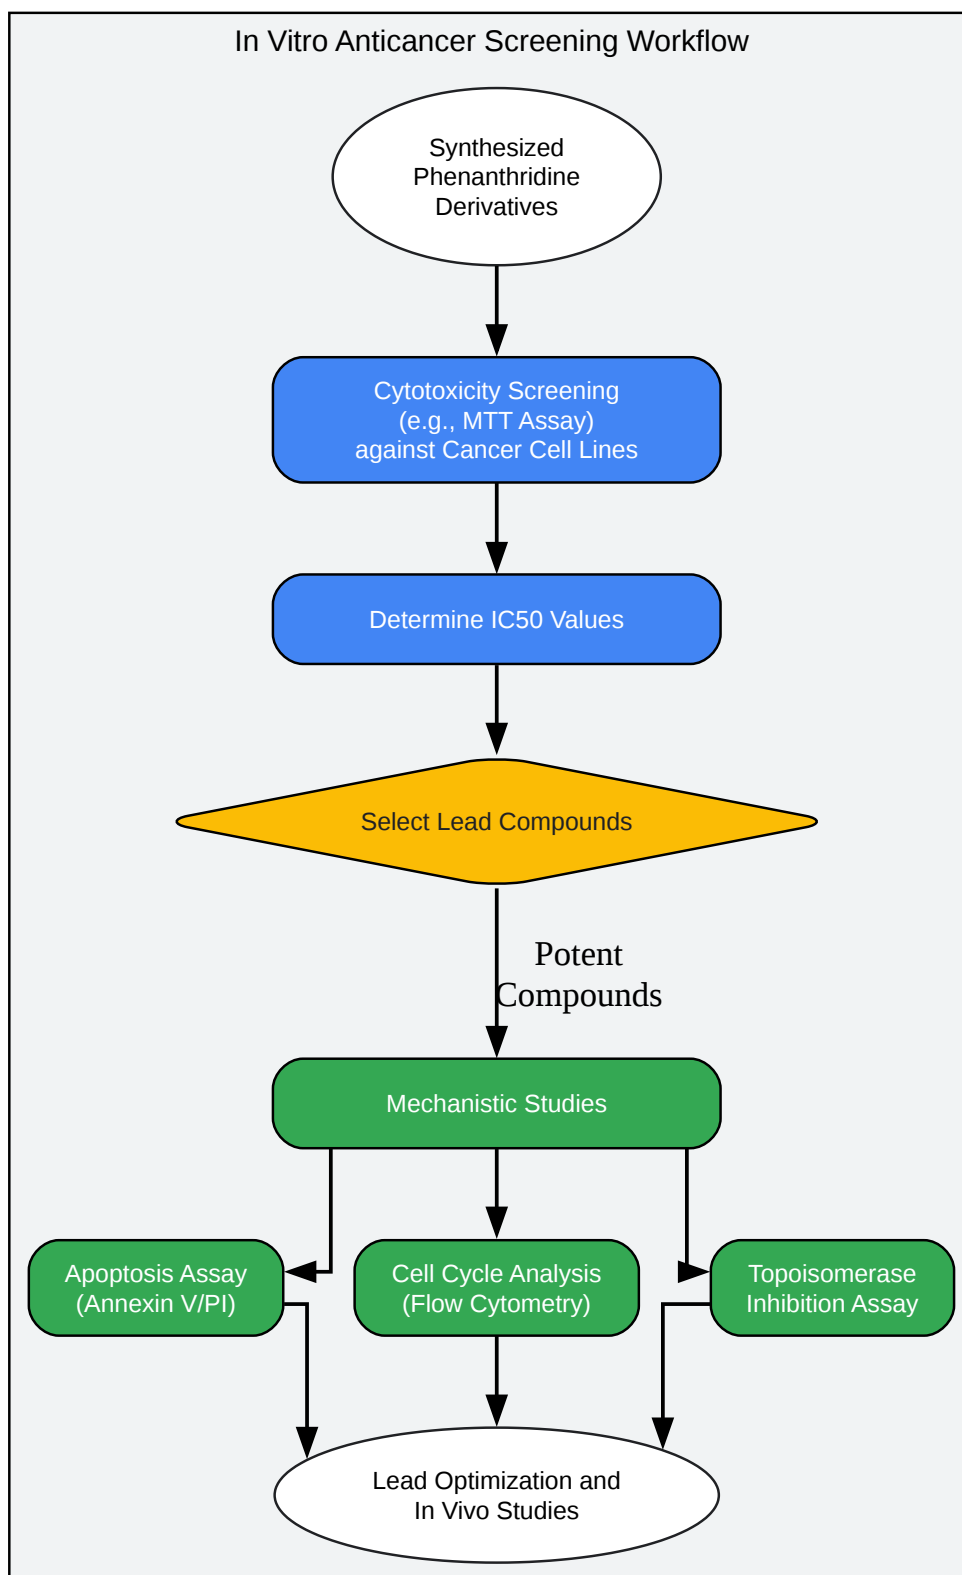 In Vitro Anticancer Screening Workflow
Synthesized
Phenanthridine
Derivatives
Cytotoxicity Screening
(e.g., MTT Assay)
against Cancer Cell Lines
Determine IC50 Values
Select Lead Compounds
Potent
Compounds
Mechanistic Studies
Apoptosis Assay
(Annexin V/PI)
Cell Cycle Analysis
(Flow Cytometry)
Topoisomerase
Inhibition Assay
Lead Optimization and
In Vivo Studies